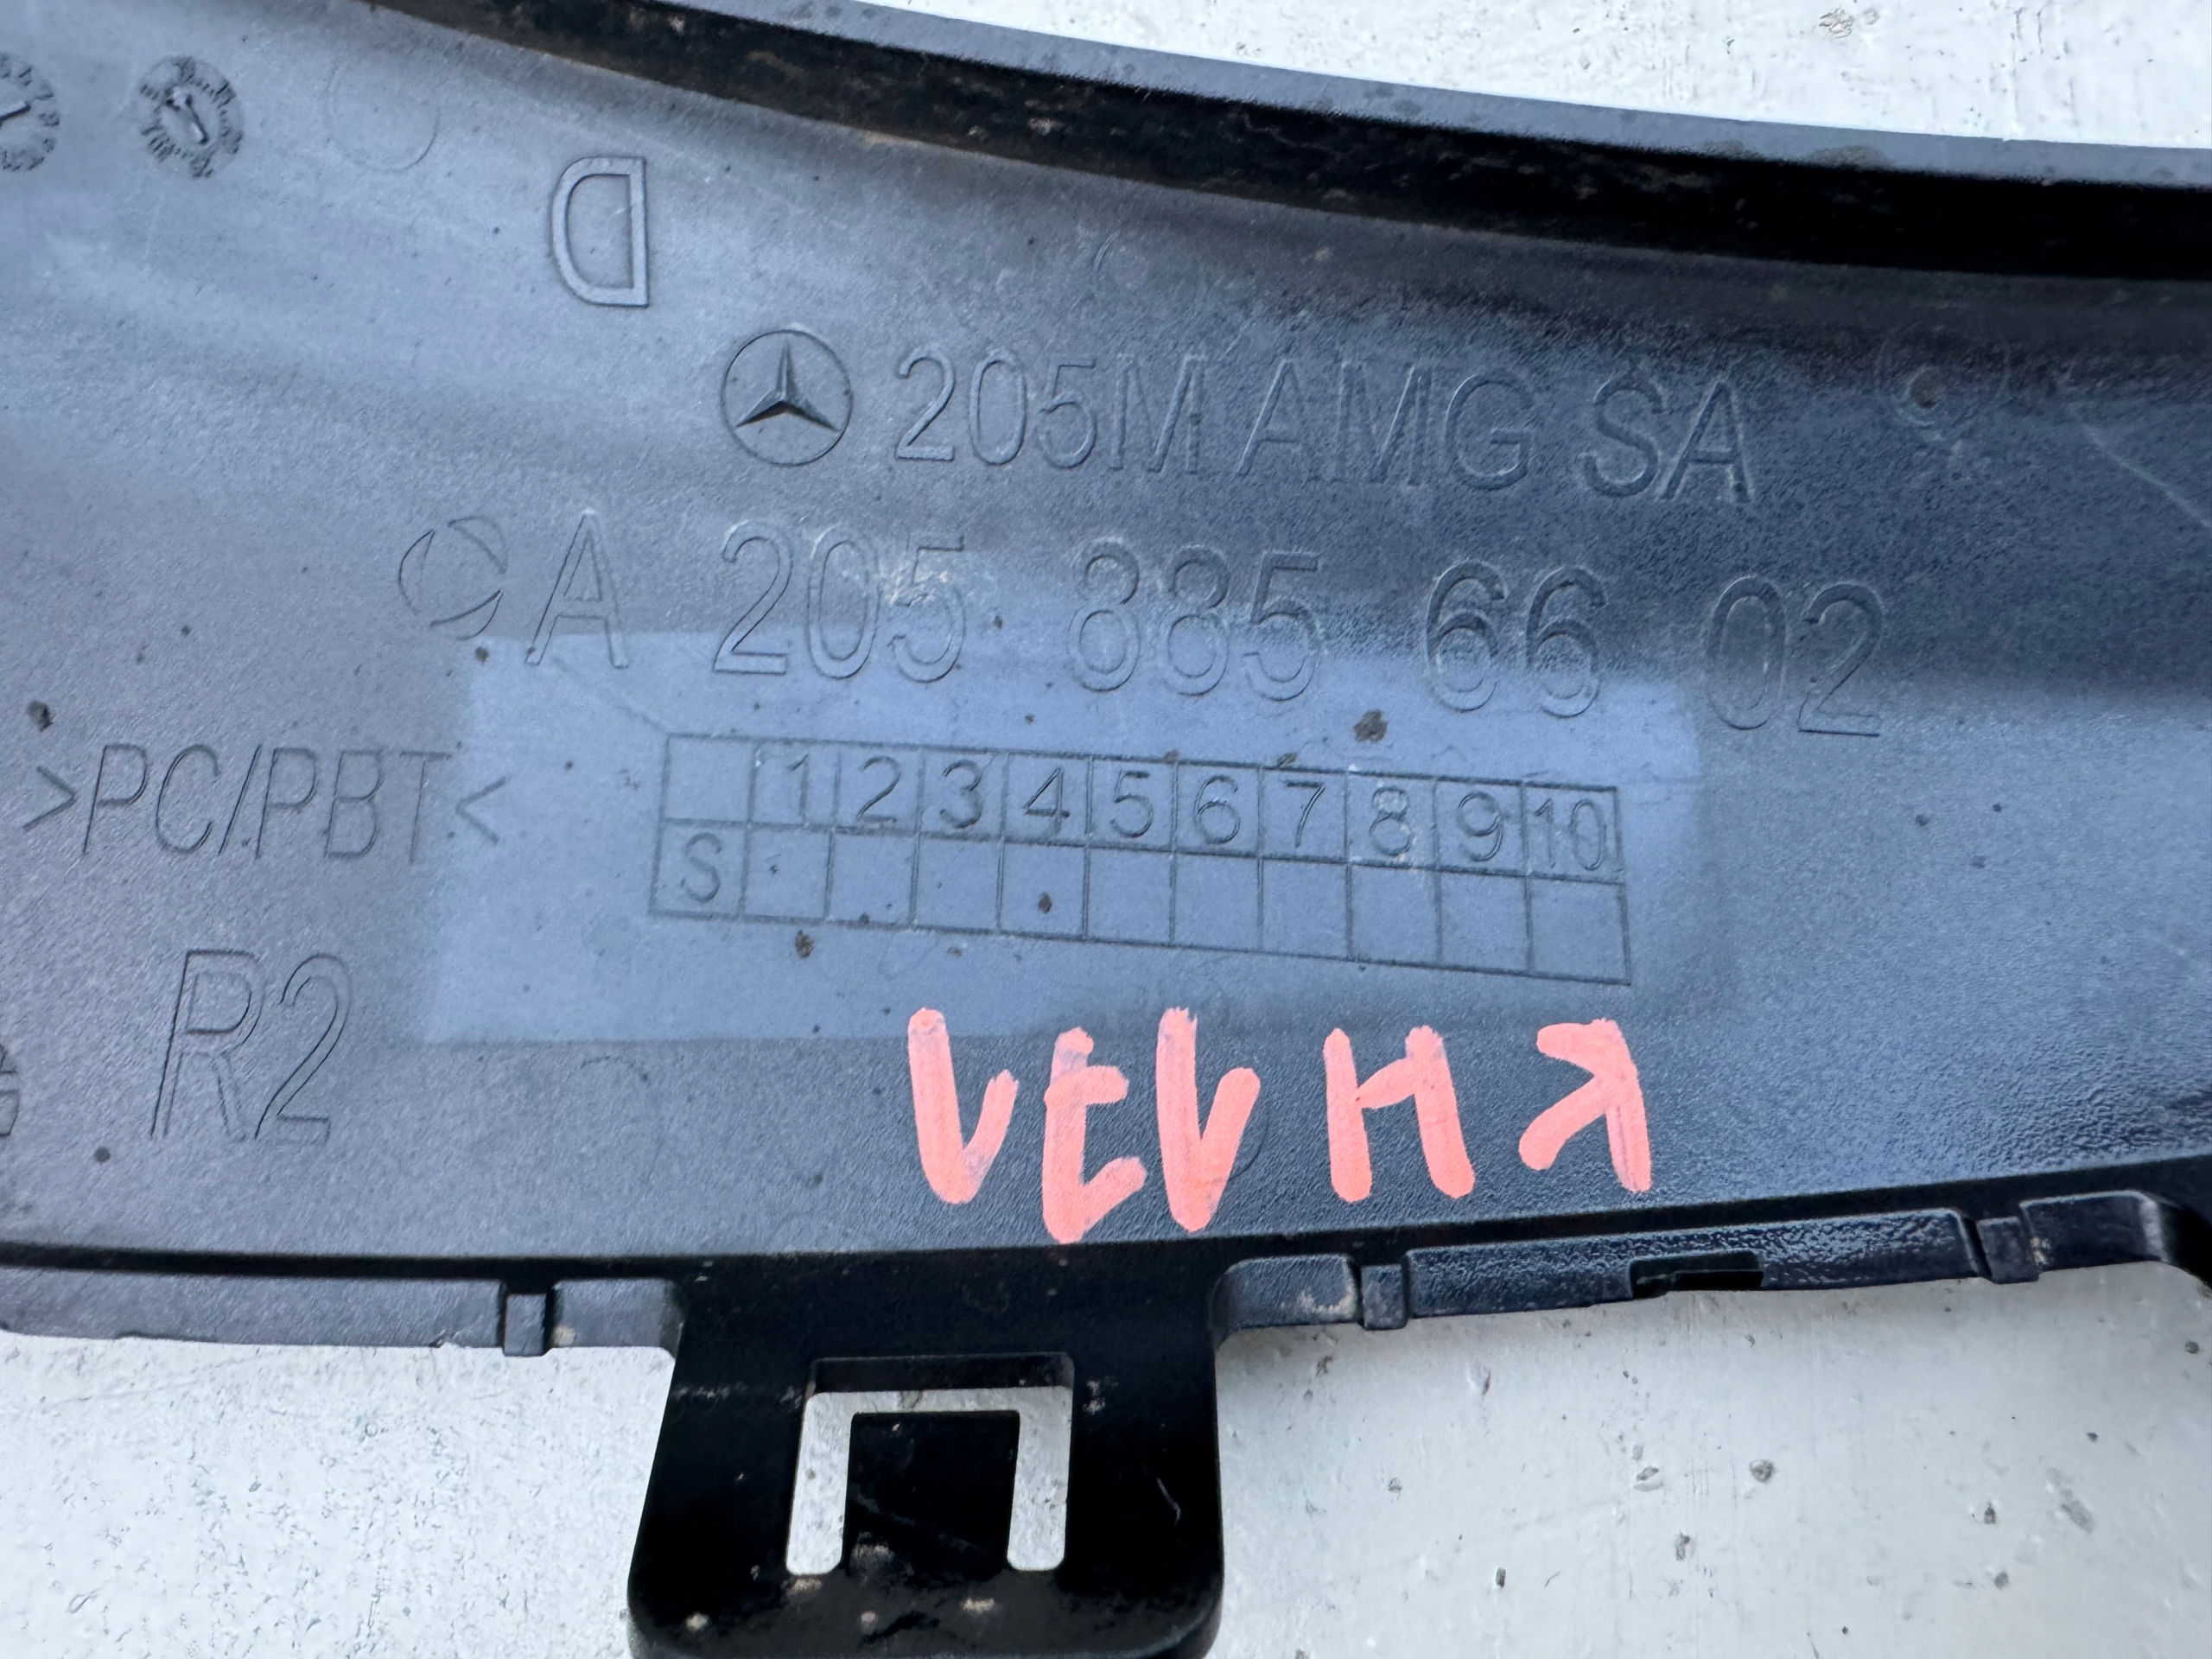 D
205M AMG SA
A 205 885 66 02
>PC/PBT<
1 2 3 4 5 6 7 8 9 10
S
R2